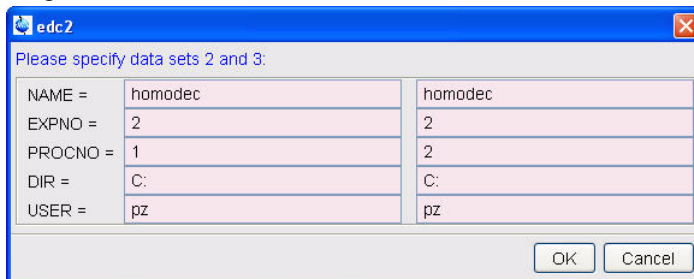 edc2
Please specify data sets 2 and 3:
NAME = homodec homodec
EXPNO = 2 2
PROCNO = 1 2
DIR = C: C:
USER = pz pz
OK Cancel